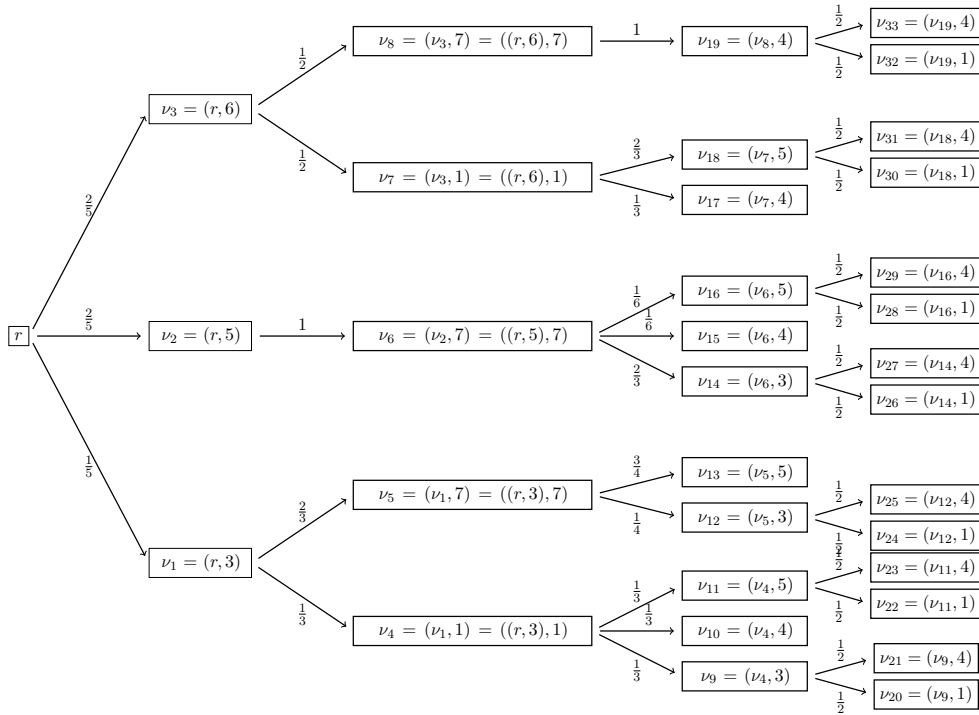 1/2
ν33 = (ν19, 4)
ν8 = (ν3, 7) = ((r, 6), 7)
1
ν19 = (ν8, 4)
1/2
ν32 = (ν19, 1)
1/2
ν3 = (r, 6)
1/2
1/2
ν31 = (ν18, 4)
2/3
ν18 = (ν7, 5)
1/2
ν30 = (ν18, 1)
ν7 = (ν3, 1) = ((r, 6), 1)
1/3
ν17 = (ν7, 4)
2/5
1/2
ν29 = (ν16, 4)
1/6
ν16 = (ν6, 5)
1/2
ν28 = (ν16, 1)
r
2/5
ν2 = (r, 5)
1
ν6 = (ν2, 7) = ((r, 5), 7)
1/6
ν15 = (ν6, 4)
1/2
ν27 = (ν14, 4)
2/3
ν14 = (ν6, 3)
1/2
ν26 = (ν14, 1)
1/5
3/4
ν13 = (ν5, 5)
ν5 = (ν1, 7) = ((r, 3), 7)
1/2
ν25 = (ν12, 4)
2/3
1/4
ν12 = (ν5, 3)
1/2
ν24 = (ν12, 1)
ν1 = (r, 3)
1/2
ν23 = (ν11, 4)
1/3
ν11 = (ν4, 5)
1/2
ν22 = (ν11, 1)
1/3
ν4 = (ν1, 1) = ((r, 3), 1)
1/3
ν10 = (ν4, 4)
1/2
ν21 = (ν9, 4)
1/3
ν9 = (ν4, 3)
1/2
ν20 = (ν9, 1)